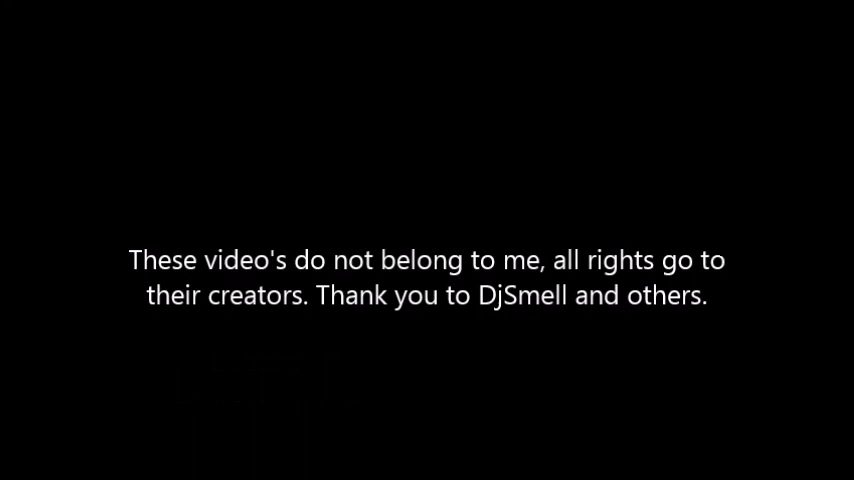 These video's do not belong to me, all rights go to
their creators. Thank you to DjSmell and others.